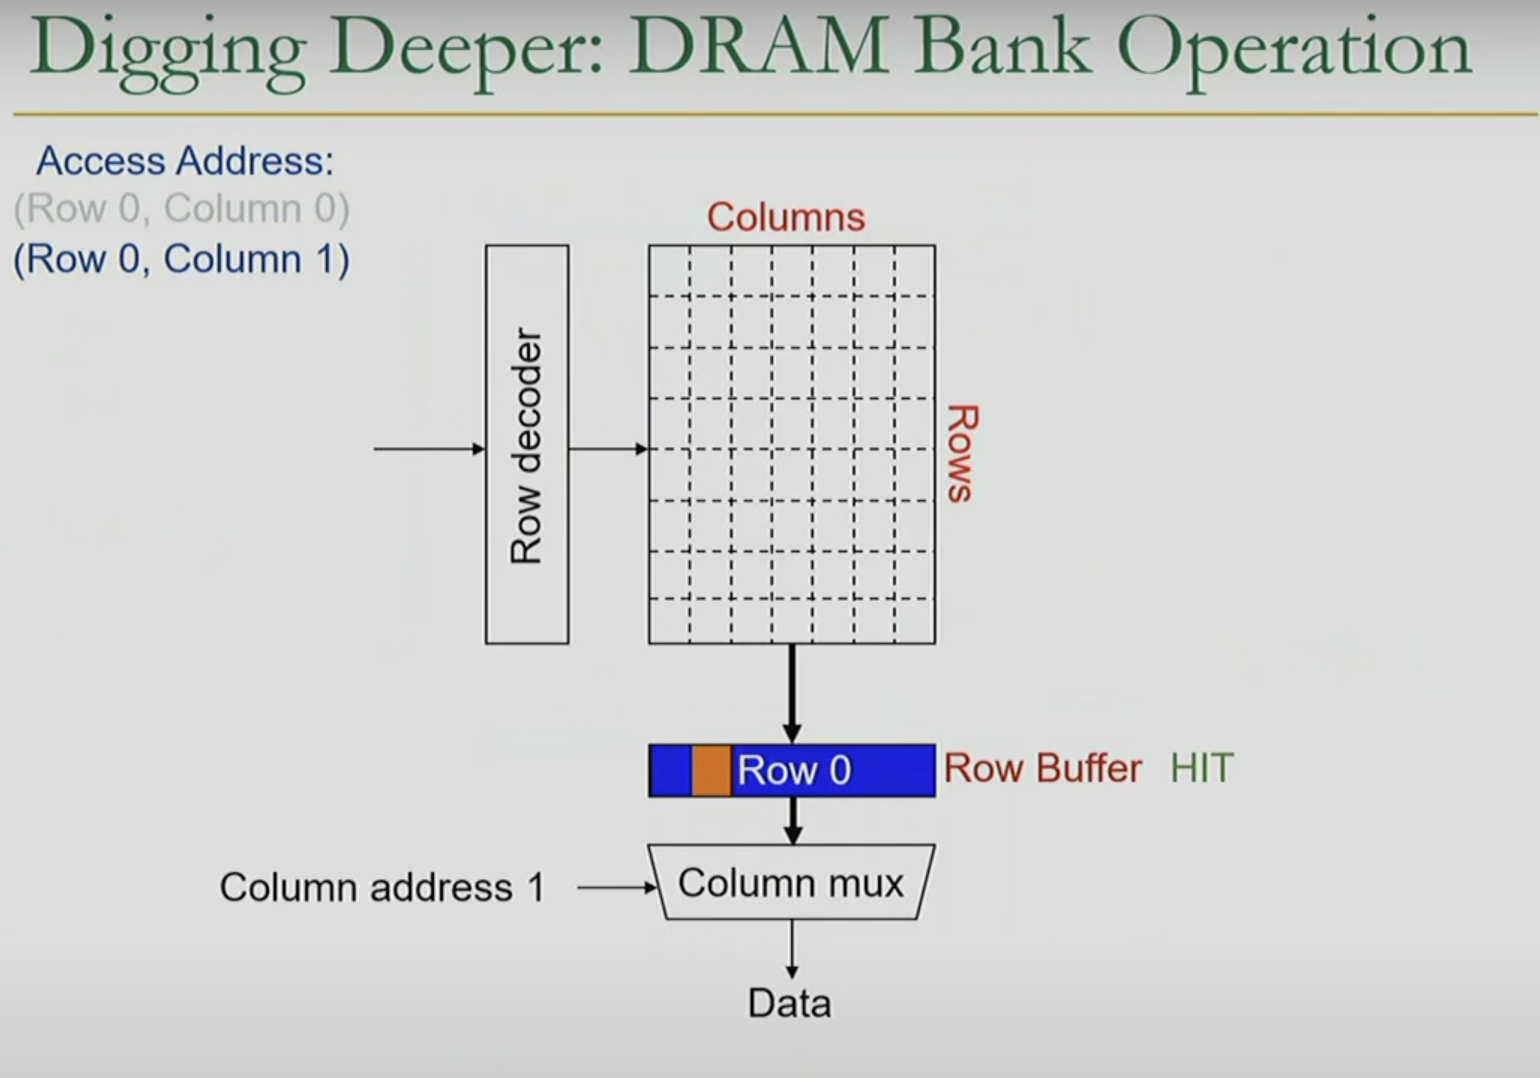 Digging Deeper: DRAM Bank Operation
Access Address:
(Row 0, Column 0)
(Row 0, Column 1)
Columns
Row decoder
Rows
Row 0
Row Buffer HIT
Column address 1
Column mux
Data